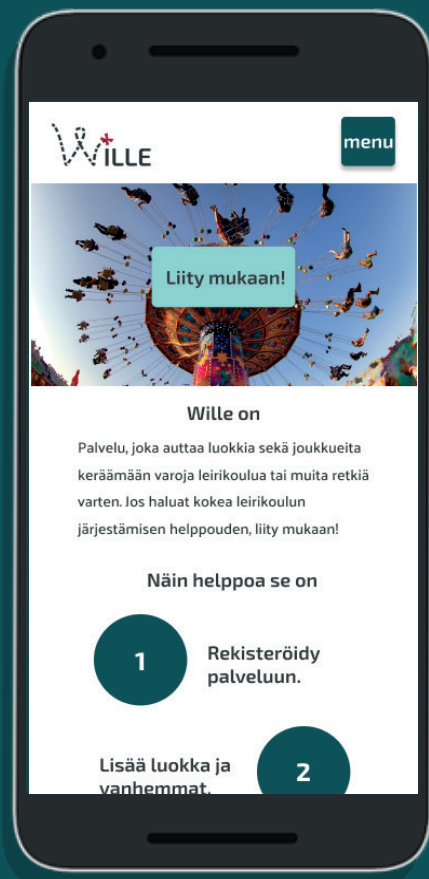 Wille
menu
Liity mukaan!
Wille on
Palvelu, joka auttaa luokkia sekä joukkueita
keräämään varoja leirikoulua tai muita retkiä
varten. Jos haluat kokea leirikoulun
järjestämisen helppouden, liity mukaan!
Näin helppoa se on
1
Rekisteröidy
palveluun.
Lisää luokka ja
vanhemmat.
2